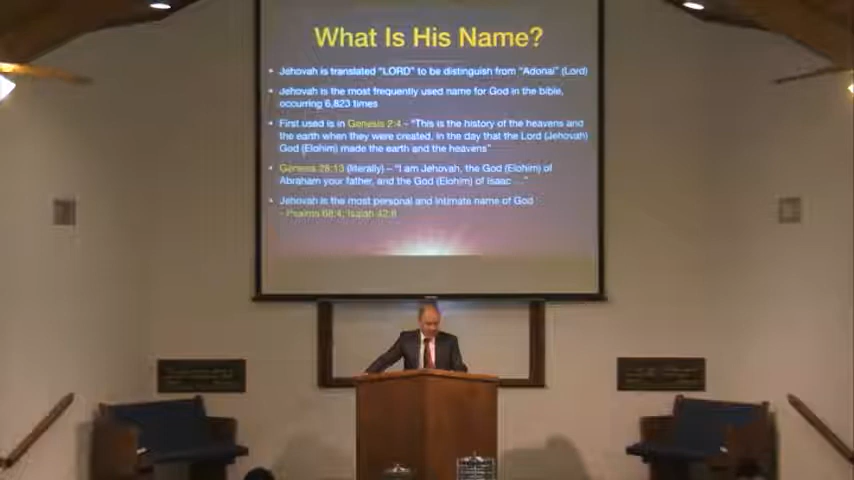 What Is His Name?
• Jehovah is translated "LORD" to be distinguish from "Adonai" (Lord)
• Jehovah is the most frequently used name for God in the bible,
occurring 6,823 times
• First used is in Genesis 2:4 – "This is the history of the heavens and
the earth when they were created, in the day that the Lord (Jehovah)
God (Elohim) made the earth and the heavens"
• Genesis 28:13 (literally) – "I am Jehovah, the God (Elohim) of
Abraham your father, and the God (Elohim) of Isaac …"
• Jehovah is the most personal and intimate name of God
– Psalms 68:4; Isaiah 42:8